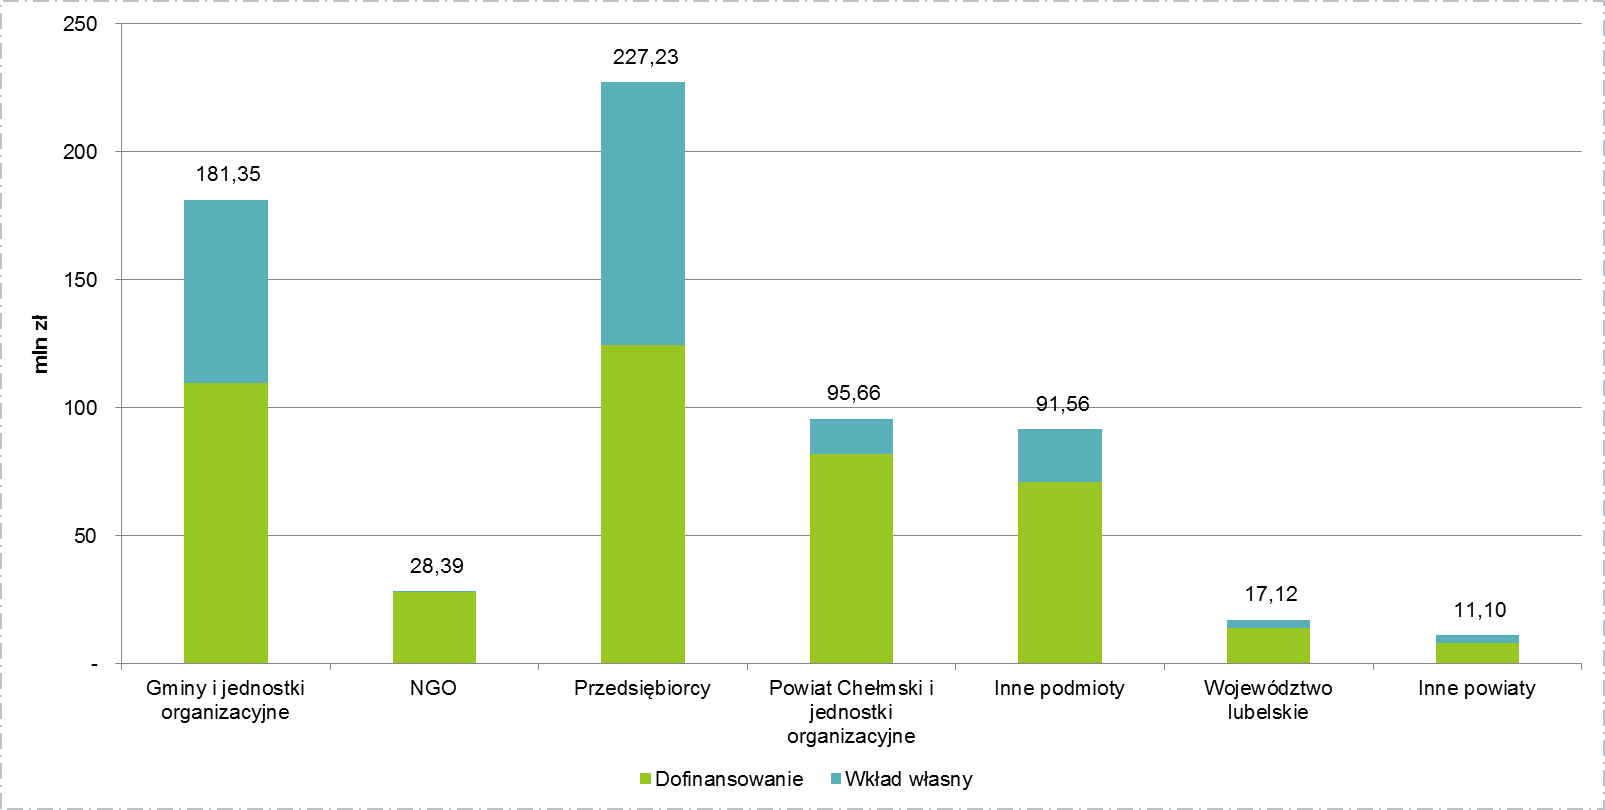 250
200
150
100
50
-
mln zł
181,35
28,39
227,23
95,66
91,56
17,12
11,10
Gminy i jednostki
organizacyjne
NGO
Przedsiębiorcy
Powiat Chełmski i
jednostki
organizacyjne
Inne podmioty
Województwo
lubelskie
Inne powiaty
Dofinansowanie
Wkład własny